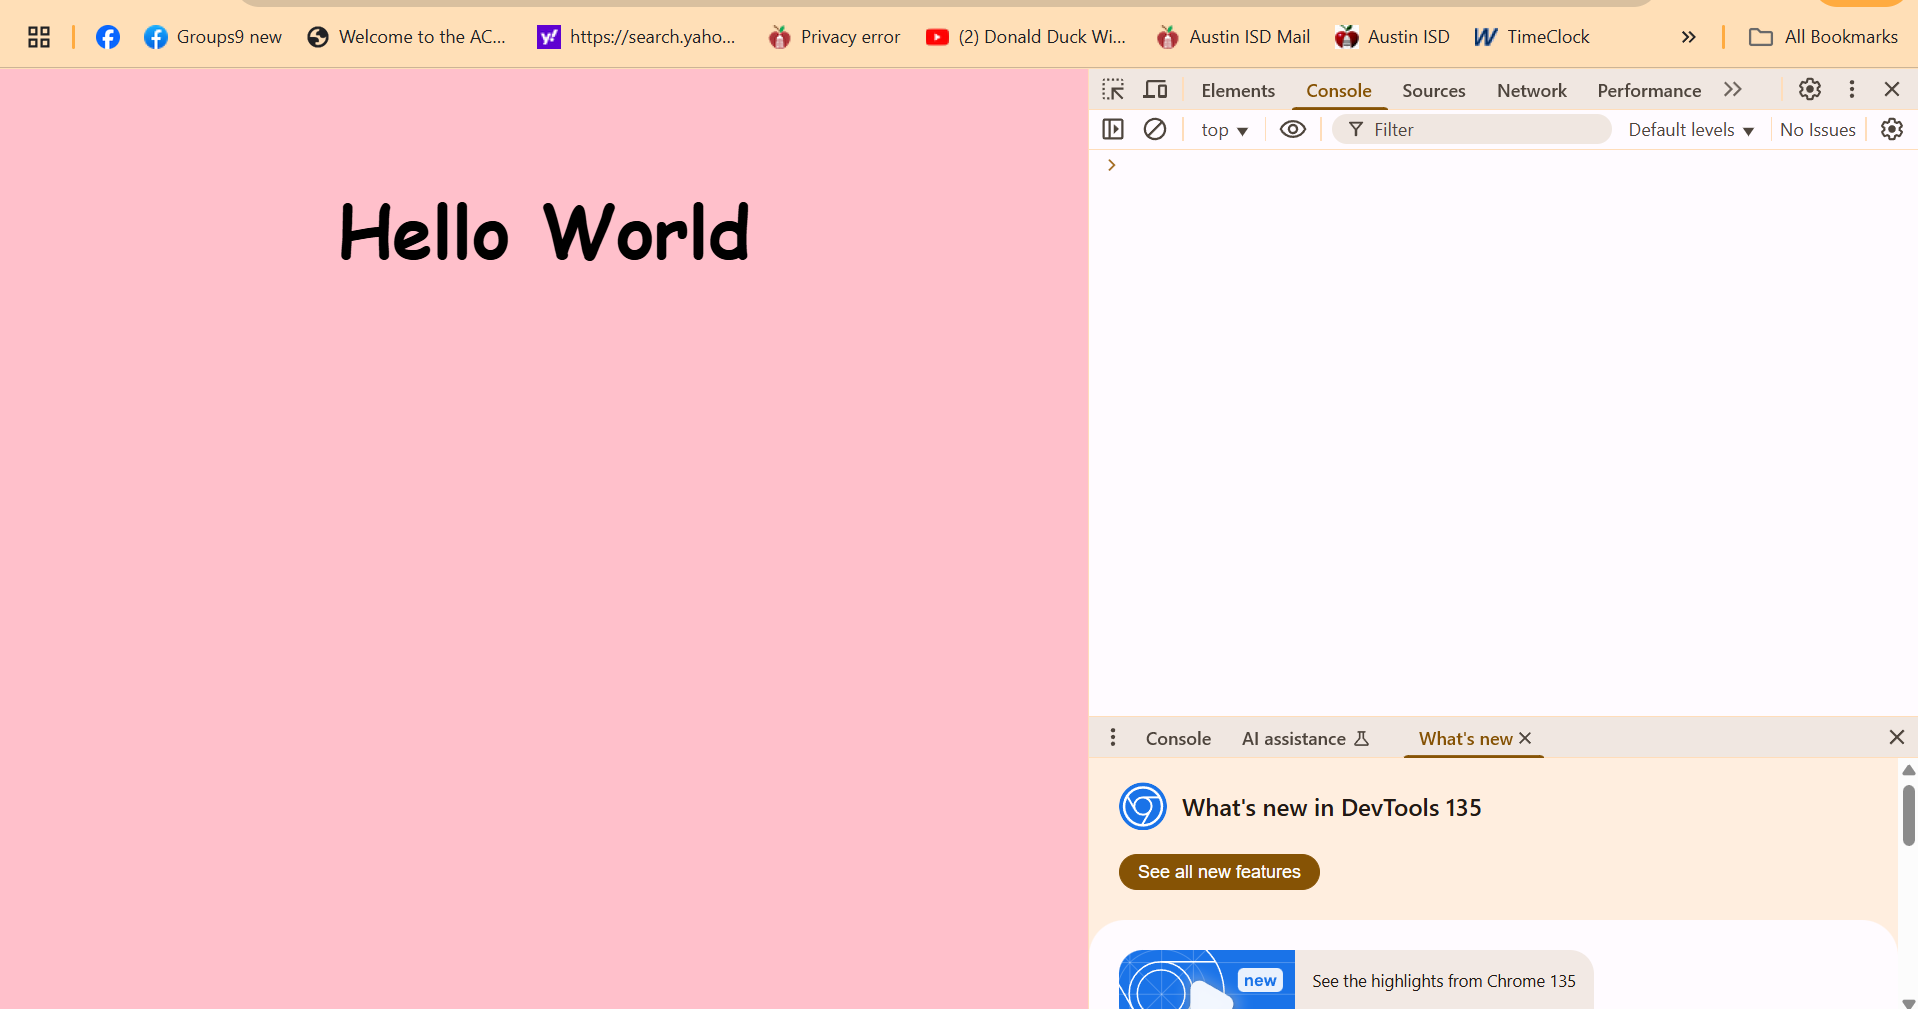 Groups9 new Welcome to the AC... https://search.yaho... Privacy error (2) Donald Duck Wi... Austin ISD Mail Austin ISD TimeClock All Bookmarks
Hello World
Elements Console Sources Network Performance
top Filter Default levels No Issues
Console AI assistance What's new
What's new in DevTools 135
See all new features
new See the highlights from Chrome 135